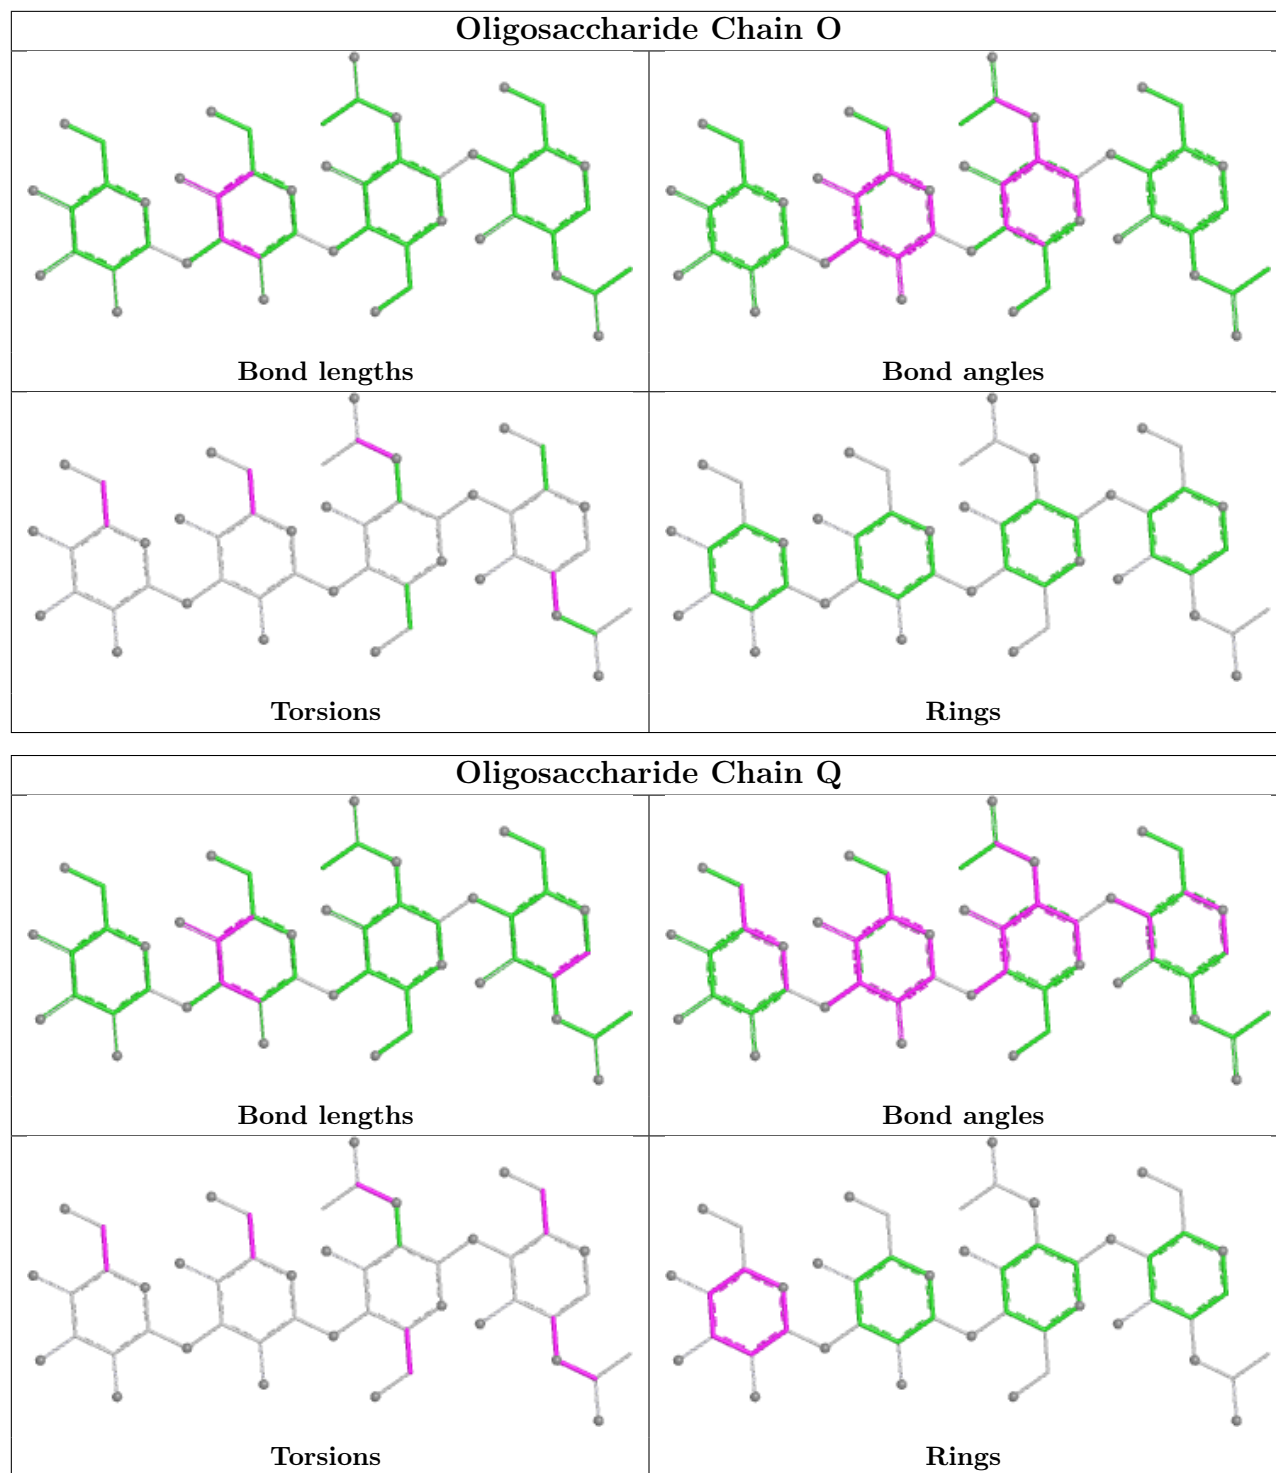 Oligosaccharide Chain O
Bond lengths
Bond angles
Torsions
Rings
Oligosaccharide Chain Q
Bond lengths
Bond angles
Torsions
Rings